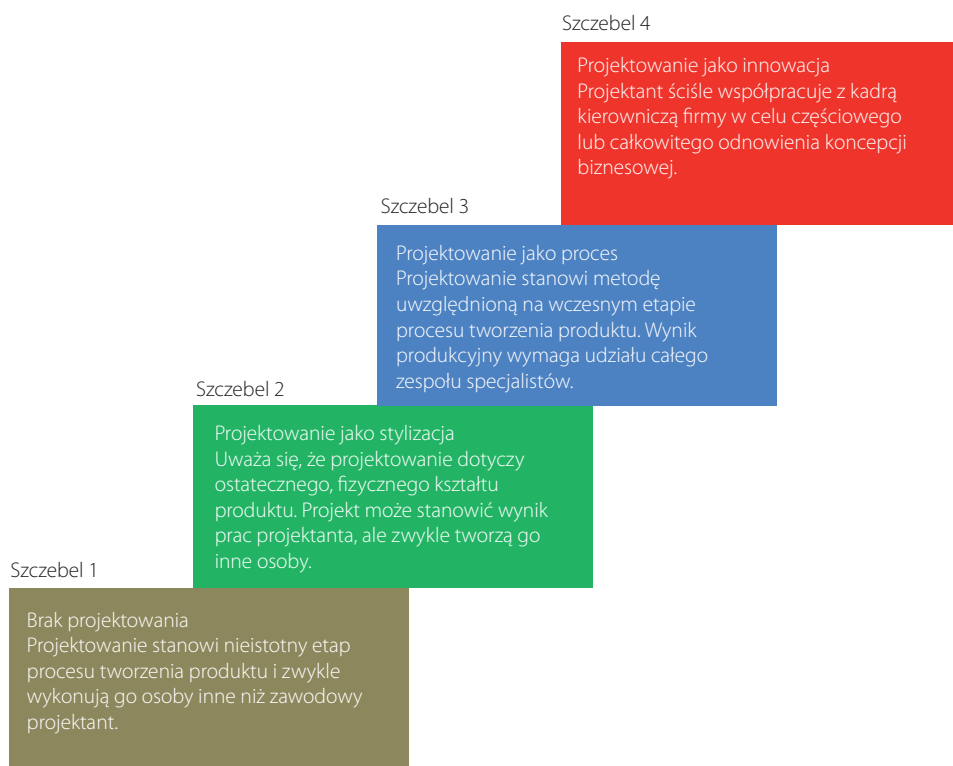 Szczebel 4
Projektowanie jako innowacja
Projektant ściśle współpracuje z kadrą
kierowniczą firmy w celu częściowego
lub całkowitego odnowienia koncepcji
biznesowej.
Szczebel 3
Projektowanie jako proces
Projektowanie stanowi metodę
uwzględnioną na wczesnym etapie
procesu tworzenia produktu. Wynik
produkcyjny wymaga udziału całego
zespołu specjalistów.
Szczebel 2
Projektowanie jako stylizacja
Uważa się, że projektowanie dotyczy
ostatecznego, fizycznego kształtu
produktu. Projekt może stanowić wynik
prac projektanta, ale zwykle tworzą go
inne osoby.
Szczebel 1
Brak projektowania
Projektowanie stanowi nieistotny etap
procesu tworzenia produktu i zwykle
wykonują go osoby inne niż zawodowy
projektant.